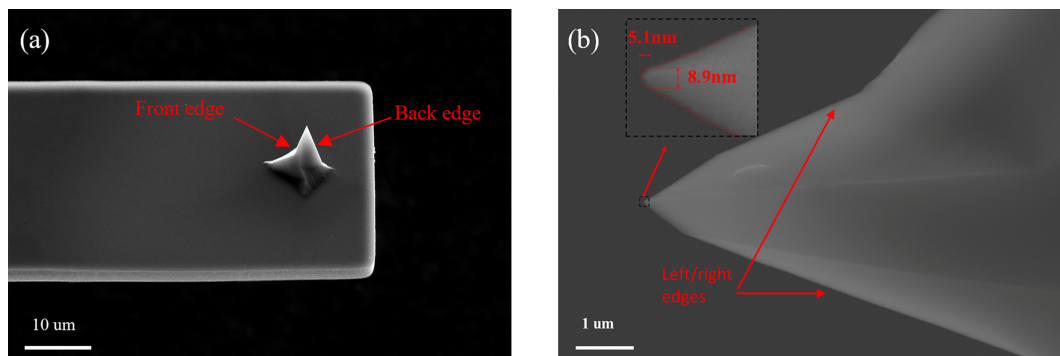 (a)
Front edge
Back edge
10 um
(b)
5.1nm
8.9nm
Left/right
edges
1 um